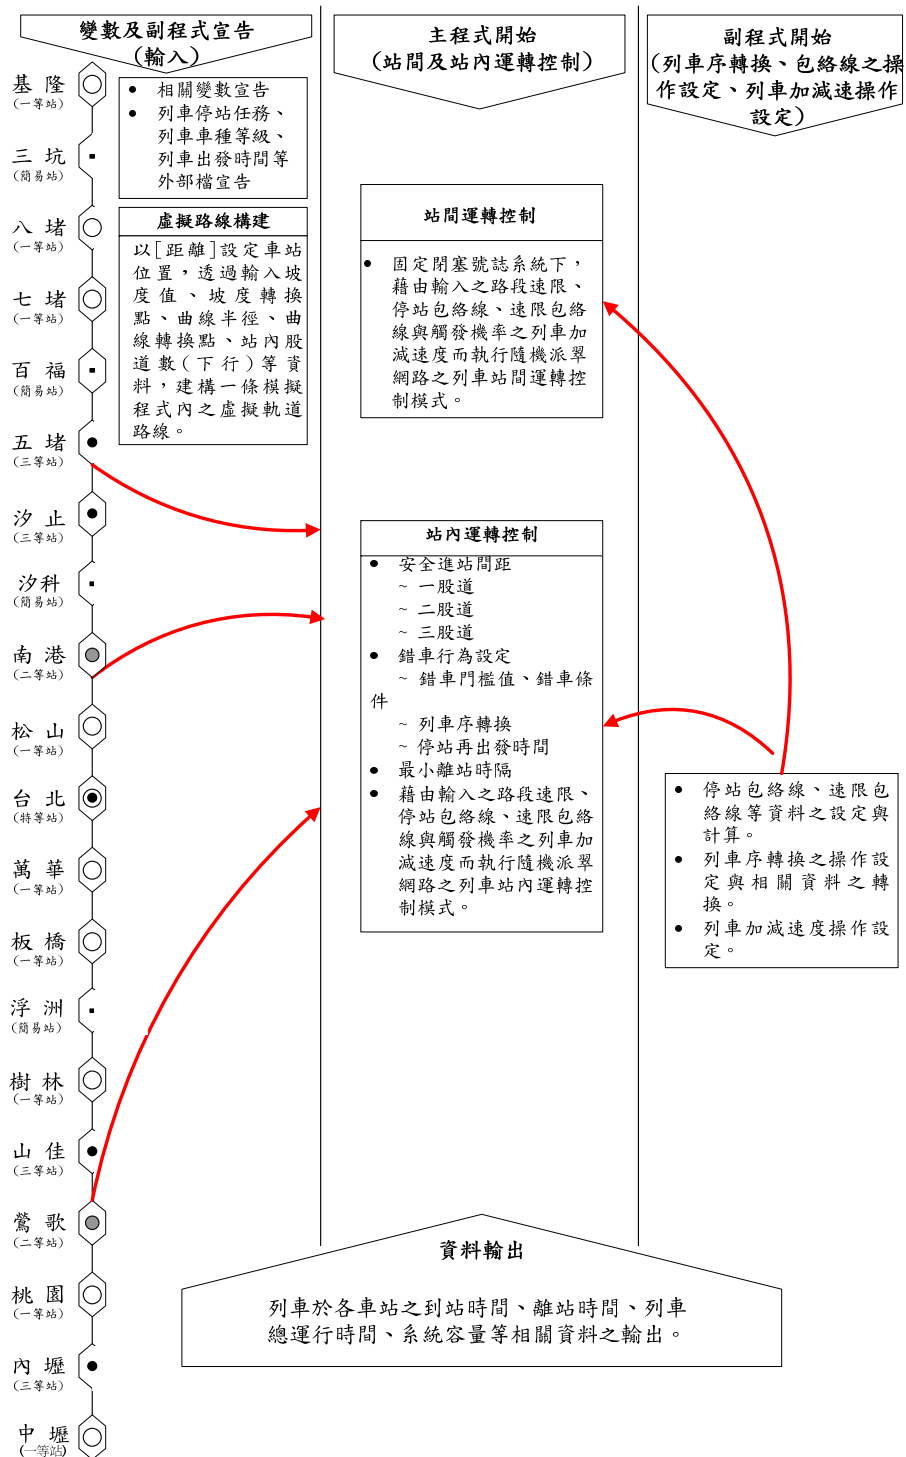 變數及副程式宣告
(輸入)
主程式開始
(站間及站內運轉控制)
副程式開始
(列車序轉換、包絡線之操
作設定、列車加減速操作
設定)
基隆
(一等站)
三坑
(簡易站)
八堵
(一等站)
七堵
(一等站)
百福
(簡易站)
五堵
(三等站)
汐止
(三等站)
汐科
(簡易站)
南港
(二等站)
松山
(一等站)
台北
(特等站)
萬華
(一等站)
板橋
(一等站)
浮洲
(簡易站)
樹林
(一等站)
山佳
(三等站)
鶯歌
(二等站)
桃園
(一等站)
內壢
(三等站)
中壢
(一等站)
● 相關變數宣告
● 列車停站任務、
列車車種等級、
列車出發時間等
外部檔宣告
虛擬路線構建
以[距離]設定車站
位置，透過輸入坡
度值、坡度轉換
點、曲線半徑、曲
線轉換點、站內股
道數(下行)等資
料，建構一條模擬
程式內之虛擬軌道
路線。
站間運轉控制
● 固定閉塞號誌系統下，
藉由輸入之路段速限、
停站包絡線、速限包絡
線與觸發機率之列車加
減速度而執行隨機派翠
網路之列車站間運轉控
制模式。
站內運轉控制
● 安全進站間距
~ 一股道
~ 二股道
~ 三股道
● 錯車行為設定
~ 錯車門檻值、錯車條
件
~ 列車序轉換
~ 停站再出發時間
● 最小離站時隔
● 藉由輸入之路段速限、
停站包絡線、速限包絡
線與觸發機率之列車加
減速度而執行隨機派翠
網路之列車站內運轉控
制模式。
● 停站包絡線、速限包
絡線等資料之設定與
計算。
● 列車序轉換之操作設
定與相關資料之轉
換。
● 列車加減速度操作設
定。
資料輸出
列車於各車站之到站時間、離站時間、列車
總運行時間、系統容量等相關資料之輸出。